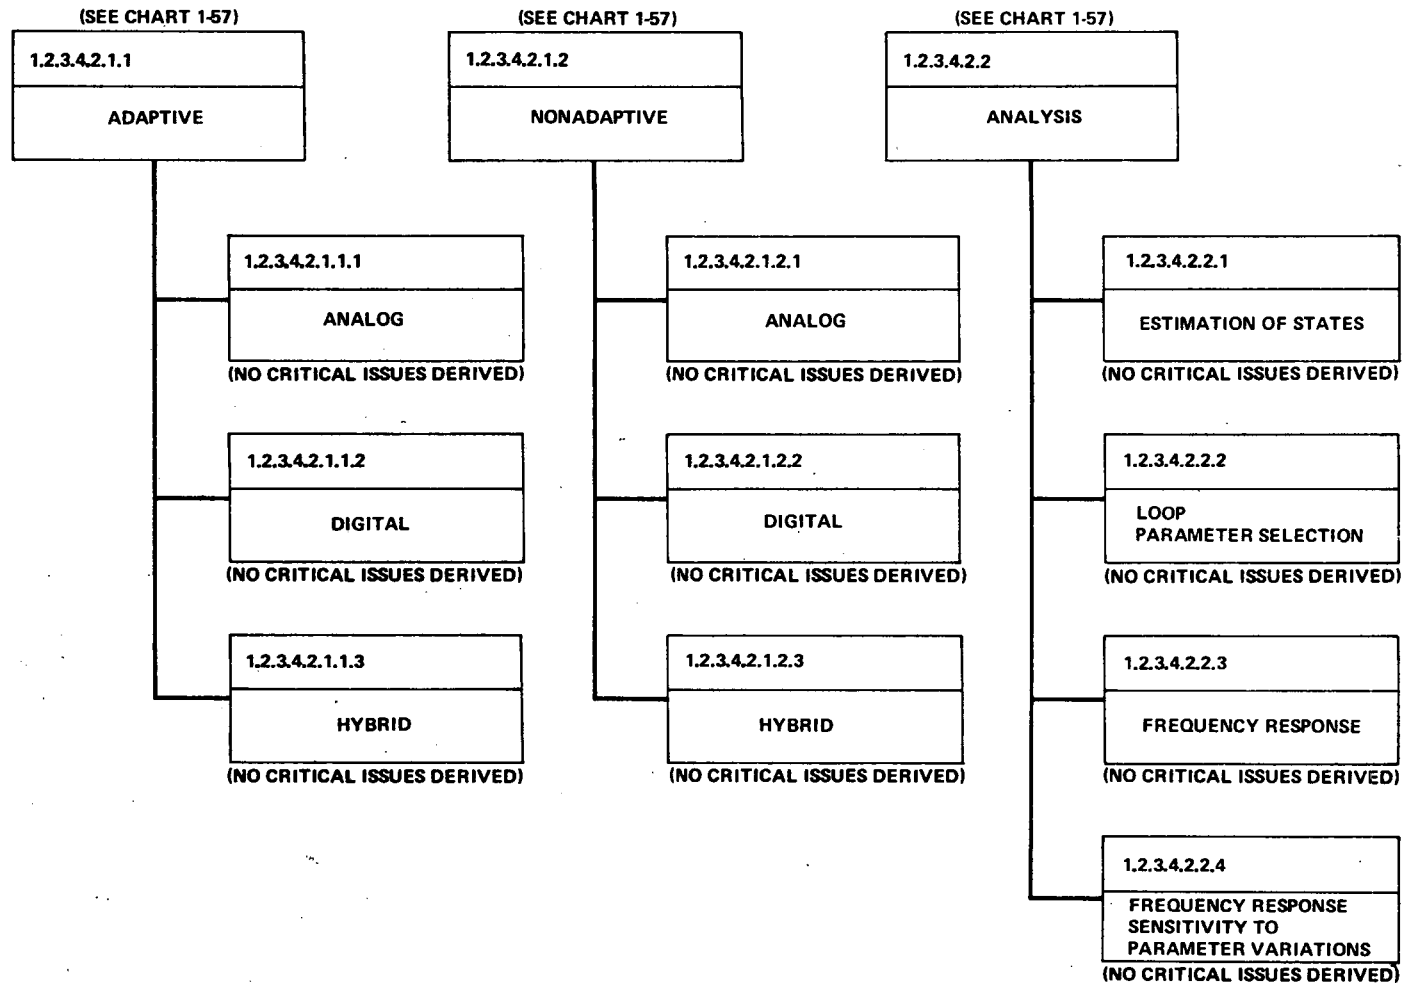 (SEE CHART 1-57)
1.2.3.4.2.1.1
ADAPTIVE
1.2.3.4.2.1.1.1
ANALOG
(NO CRITICAL ISSUES DERIVED)
1.2.3.4.2.1.1.2
DIGITAL
(NO CRITICAL ISSUES DERIVED)
1.2.3.4.2.1.1.3
HYBRID
(NO CRITICAL ISSUES DERIVED)
(SEE CHART 1-57)
1.2.3.4.2.1.2
NONADAPTIVE
1.2.3.4.2.1.2.1
ANALOG
(NO CRITICAL ISSUES DERIVED)
1.2.3.4.2.1.2.2
DIGITAL
(NO CRITICAL ISSUES DERIVED)
1.2.3.4.2.1.2.3
HYBRID
(NO CRITICAL ISSUES DERIVED)
(SEE CHART 1-57)
1.2.3.4.2.2
ANALYSIS
1.2.3.4.2.2.1
ESTIMATION OF STATES
(NO CRITICAL ISSUES DERIVED)
1.2.3.4.2.2.2
LOOP
PARAMETER SELECTION
(NO CRITICAL ISSUES DERIVED)
1.2.3.4.2.2.3
FREQUENCY RESPONSE
(NO CRITICAL ISSUES DERIVED)
1.2.3.4.2.2.4
FREQUENCY RESPONSE
SENSITIVITY TO
PARAMETER VARIATIONS
(NO CRITICAL ISSUES DERIVED)